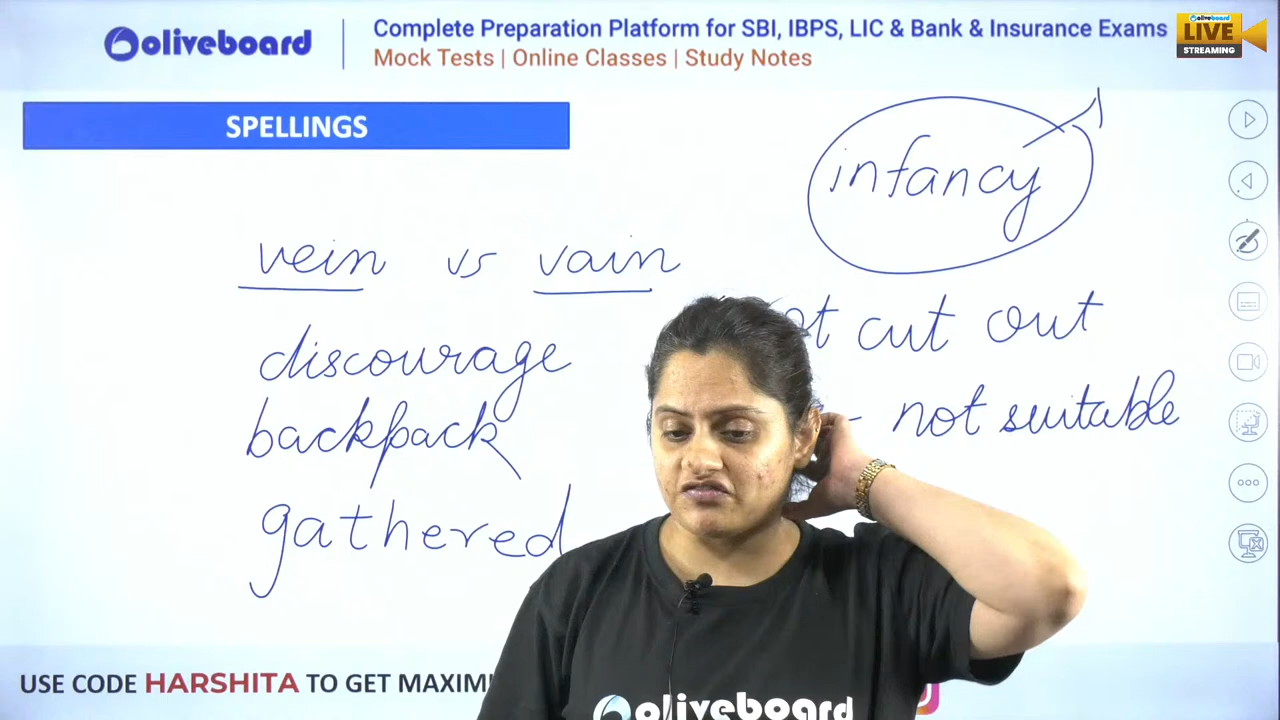 oliveboard
Complete Preparation Platform for SBI, IBPS, LIC & Bank & Insurance Exams
Mock Tests | Online Classes | Study Notes
oliveboard
LIVE
STREAMING
SPELLINGS
infancy
vein vs vain
cut out
discourage
not suitable
backpack
gathered
USE CODE HARSHITA TO GET
oliveboard